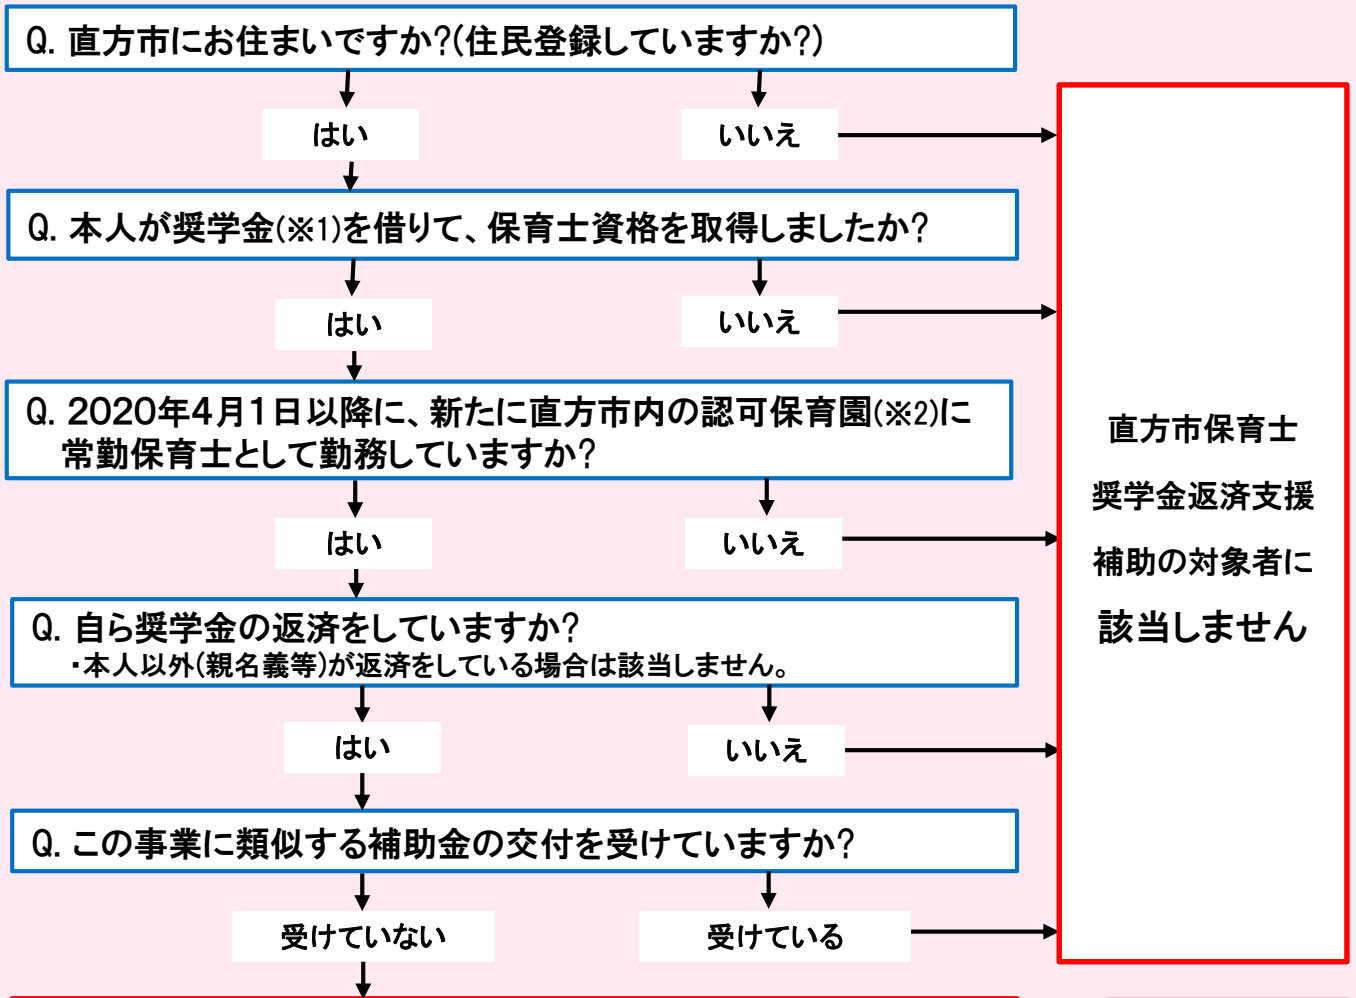 Q. 直方市にお住まいですか?(住民登録していますか?)
はい
いいえ
Q. 本人が奨学金(※1)を借りて、保育士資格を取得しましたか?
はい
いいえ
Q. 2020年4月1日以降に、新たに直方市内の認可保育園(※2)に
常勤保育士として勤務していますか?
はい
いいえ
Q. 自ら奨学金の返済をしていますか?
・本人以外(親名義等)が返済をしている場合は該当しません。
はい
いいえ
Q. この事業に類似する補助金の交付を受けていますか?
受けていない
受けている
直方市保育士
奨学金返済支援
補助の対象者に
該当しません